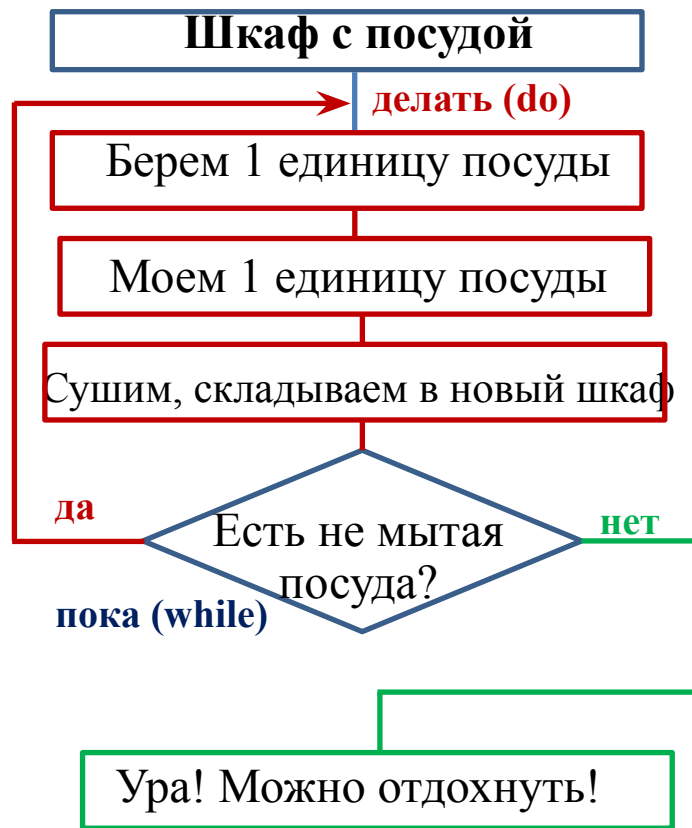 Шкаф с посудой
делать (do)
Берем 1 единицу посуды
Моем 1 единицу посуды
Сушим, складываем в новый шкаф
да
Есть не мытая
посуда?
нет
пока (while)
Ура! Можно отдохнуть!